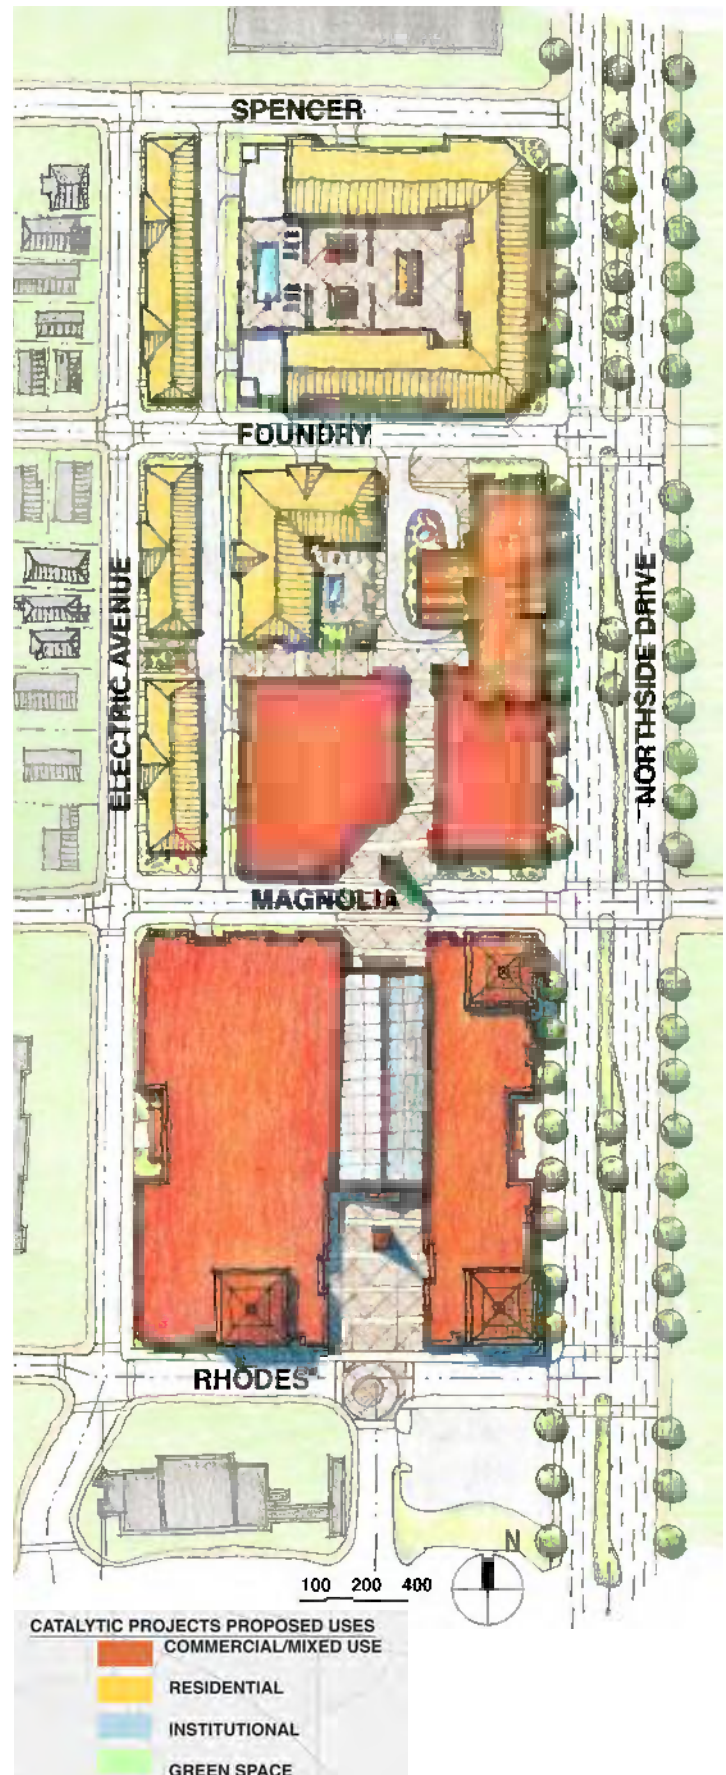 SPENCER
FOUNDRY
ELECTRIC AVENUE
NORTHSIDE DRIVE
MAGNOLIA
RHODES
N
100 200 400
CATALYTIC PROJECTS PROPOSED USES
COMMERCIAL/MIXED USE
RESIDENTIAL
INSTITUTIONAL
GREEN SPACE